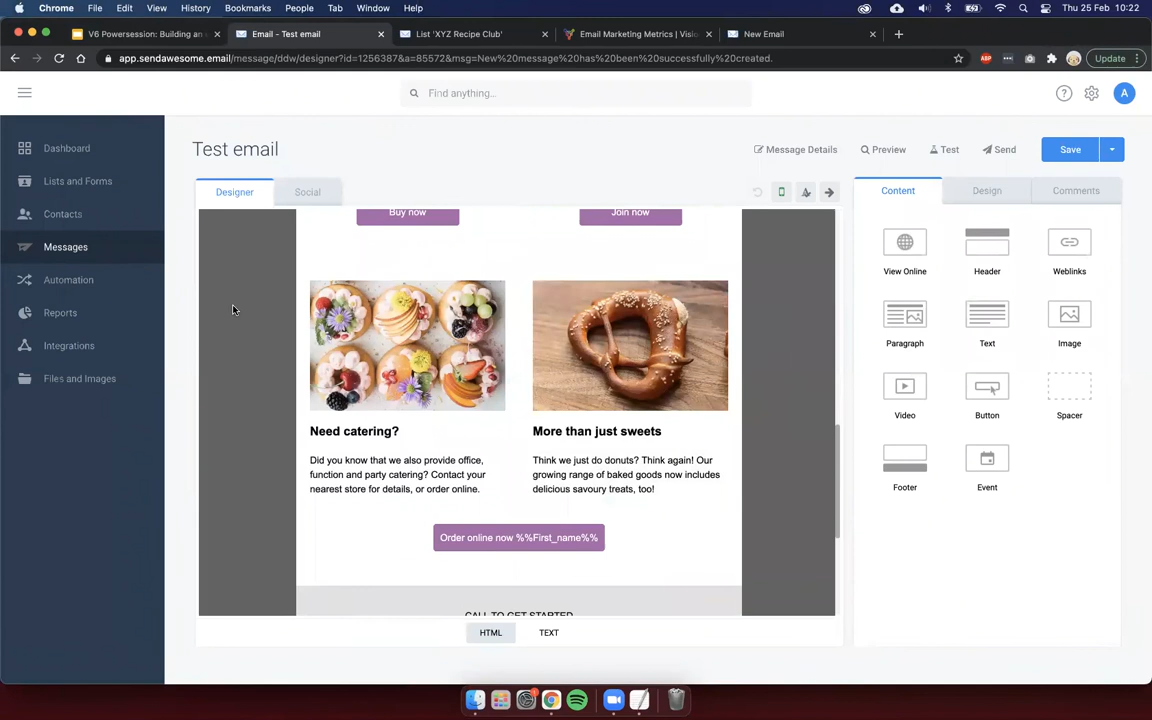 Chrome File Edit View History Bookmarks People Tab Window Help Thu 25 Feb 10:22
V6 Powersession: Building an
Email - Test email
List 'XYZ Recipe Club'
Email Marketing Metrics | Visio
New Email
app.sendawesome.email/message/ddw/designer?id=1256387&a=85572&msg=New%20message%20has%20been%20successfully%20created.
ABP
Update
Find anything...
A
Dashboard
Lists and Forms
Contacts
Messages
Automation
Reports
Integrations
Files and Images
Test email
Message Details
Preview
Test
Send
Save
Designer
Social
Buy now
Join now
Need catering?
Did you know that we also provide office,
function and party catering? Contact your
nearest store for details, or order online.
More than just sweets
Think we just do donuts? Think again! Our
growing range of baked goods now includes
delicious savoury treats, too!
Order online now %%First_name%%
CALL TO GET STARTED
HTML
TEXT
Content
Design
Comments
View Online
Header
Weblinks
Paragraph
Text
Image
Video
Button
Spacer
Footer
Event